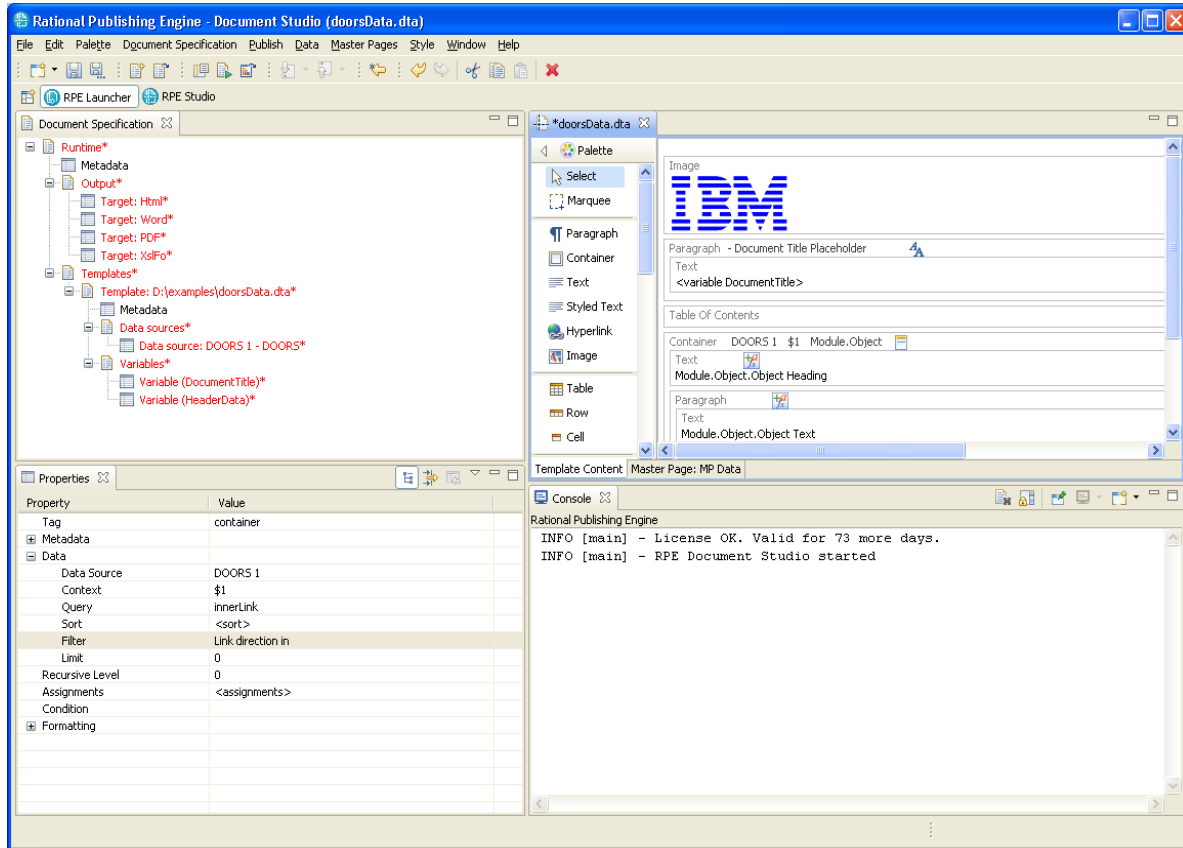 Rational Publishing Engine - Document Studio (doorsData.dta)
File Edit Palette Document Specification Publish Data Master Pages Style Window Help
RPE Launcher RPE Studio
Document Specification
Runtime*
Metadata
Output*
Target: Html*
Target: Word*
Target: PDF*
Target: XslFo*
Templates*
Template: D:\examples\doorsData.dta*
Metadata
Data sources*
Data source: DOORS 1 - DOORS*
Variables*
Variable (DocumentTitle)*
Variable (HeaderData)*
*doorsData.dta
Palette
Select
Marquee
Paragraph
Container
Text
Styled Text
Hyperlink
Image
Table
Row
Cell
Image
IBM
Paragraph - Document Title Placeholder
Text
<variable DocumentTitle>
Table Of Contents
Container DOORS 1 $1 Module.Object
Text
Module.Object.Object Heading
Paragraph
Text
Module.Object.Object Text
Template Content Master Page: MP Data
Properties
Property Value
Tag container
Metadata
Data
Data Source DOORS 1
Context $1
Query innerLink
Sort <sort>
Filter Link direction in
Limit 0
Recursive Level 0
Assignments <assignments>
Condition
Formatting
Console
Rational Publishing Engine
INFO [main] - License OK. Valid for 73 more days.
INFO [main] - RPE Document Studio started